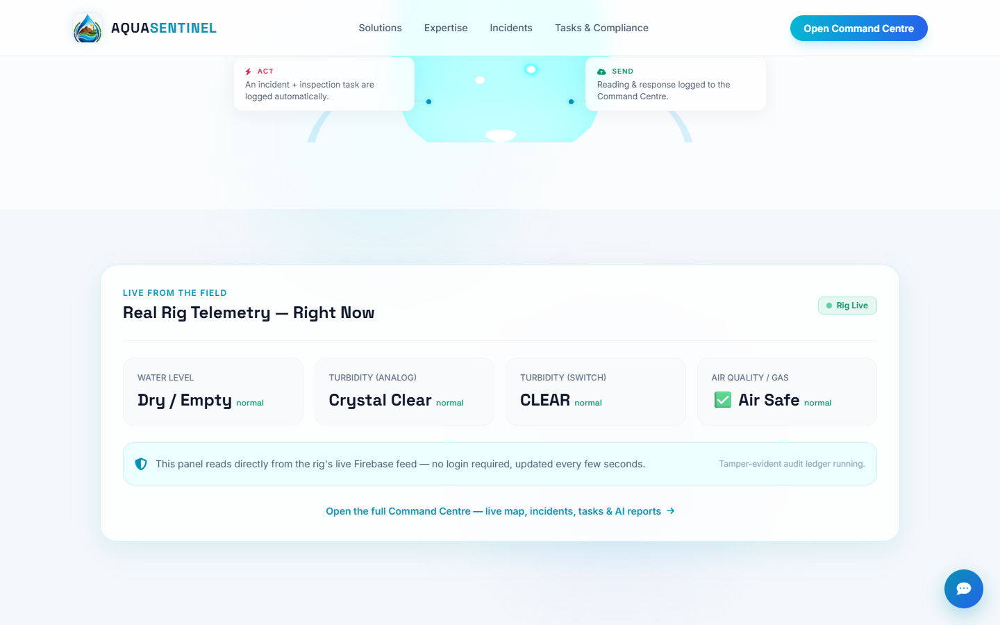 AQUASENTINEL
Solutions Expertise Incidents Tasks & Compliance
Open Command Centre
ACT
An incident + inspection task are
logged automatically.
SEND
Reading & response logged to the
Command Centre.
LIVE FROM THE FIELD
Real Rig Telemetry — Right Now
Rig Live
WATER LEVEL
Dry / Empty normal
TURBIDITY (ANALOG)
Crystal Clear normal
TURBIDITY (SWITCH)
CLEAR normal
AIR QUALITY / GAS
✅ Air Safe normal
This panel reads directly from the rig's live Firebase feed — no login required, updated every few seconds.
Tamper-evident audit ledger running.
Open the full Command Centre — live map, incidents, tasks & AI reports →